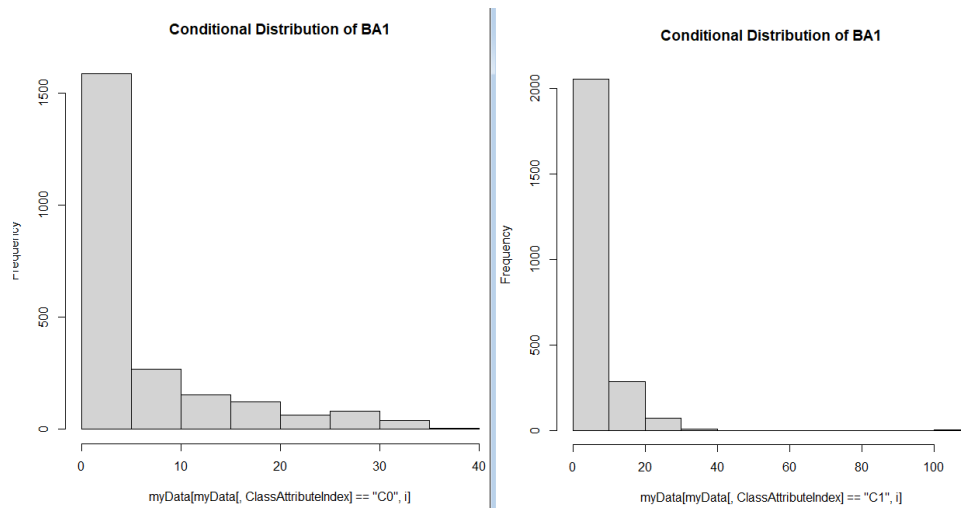 Conditional Distribution of BA1
1500
1000
500
0
Frequency
0 10 20 30 40
myData[myData[, ClassAttributeIndex] == "C0", i]
Conditional Distribution of BA1
2000
1500
1000
500
0
Frequency
0 20 40 60 80 100
myData[myData[, ClassAttributeIndex] == "C1", i]